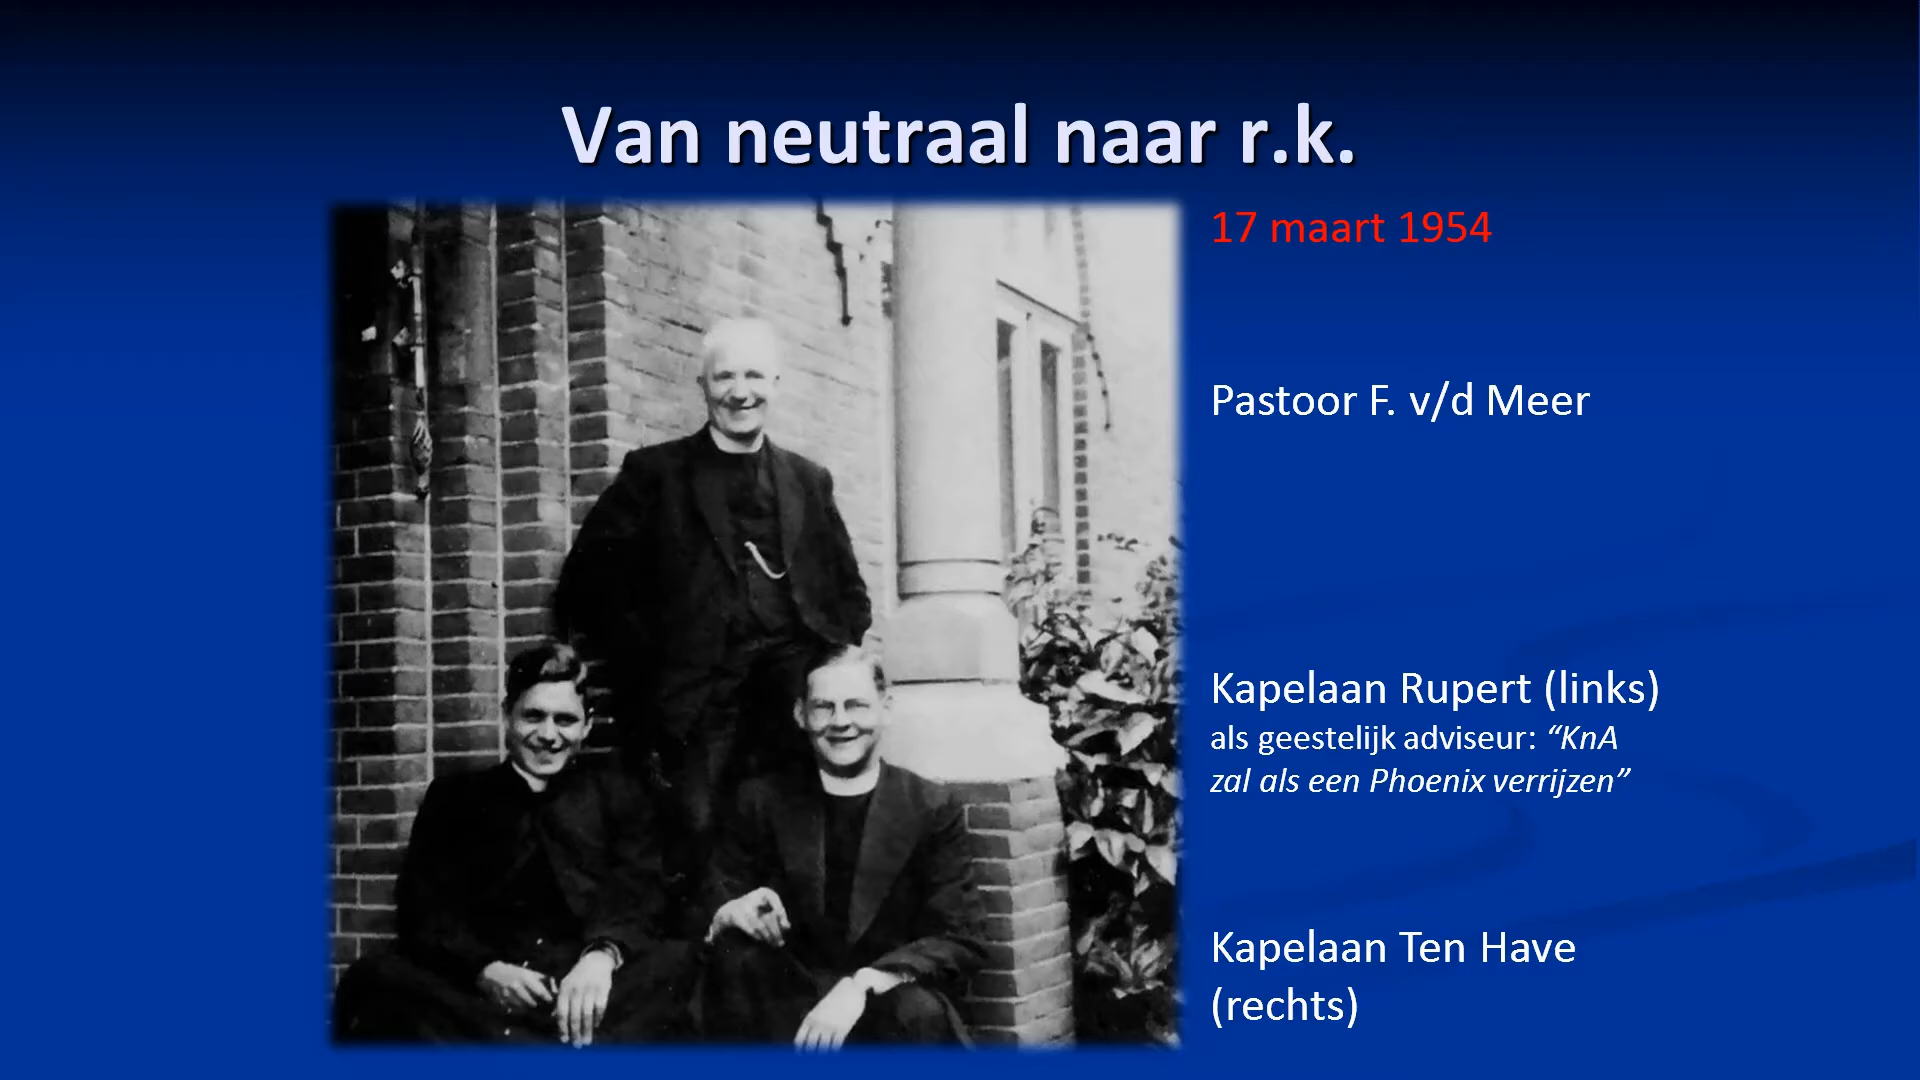 Van neutraal naar r.k.
17 maart 1954
Pastoor F. v/d Meer
Kapelaan Rupert (links)
als geestelijk adviseur: “KnA
zal als een Phoenix verrijzen”
Kapelaan Ten Have
(rechts)